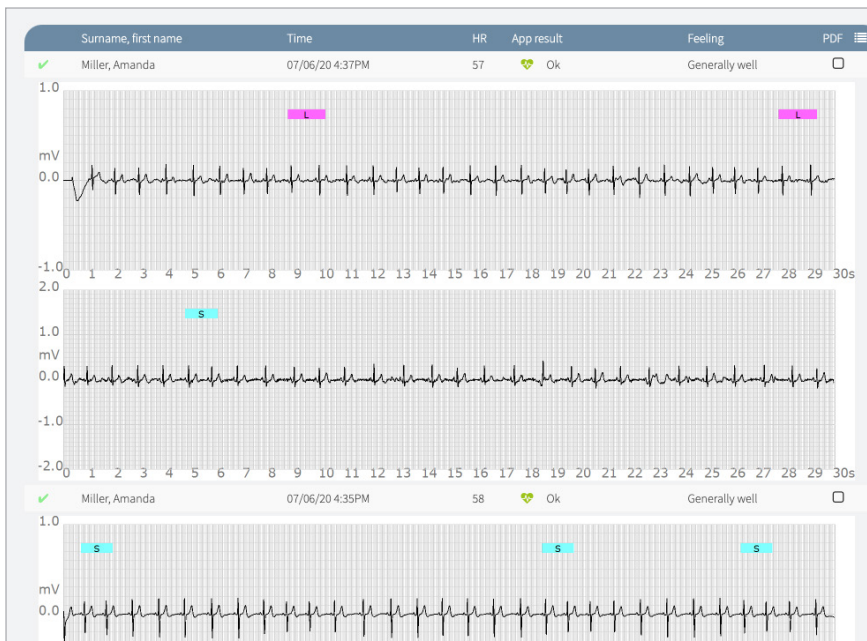 Surname, first name Time HR App result Feeling PDF
Miller, Amanda 07/06/20 4:37PM 57 Ok Generally well
1.0
L L
mV
0.0
-1.0
0 1 2 3 4 5 6 7 8 9 10 11 12 13 14 15 16 17 18 19 20 21 22 23 24 25 26 27 28 29 30s
2.0
S
1.0
mV
0.0
-1.0
-2.0
0 1 2 3 4 5 6 7 8 9 10 11 12 13 14 15 16 17 18 19 20 21 22 23 24 25 26 27 28 29 30s
Miller, Amanda 07/06/20 4:35PM 58 Ok Generally well
1.0
S S S
mV
0.0